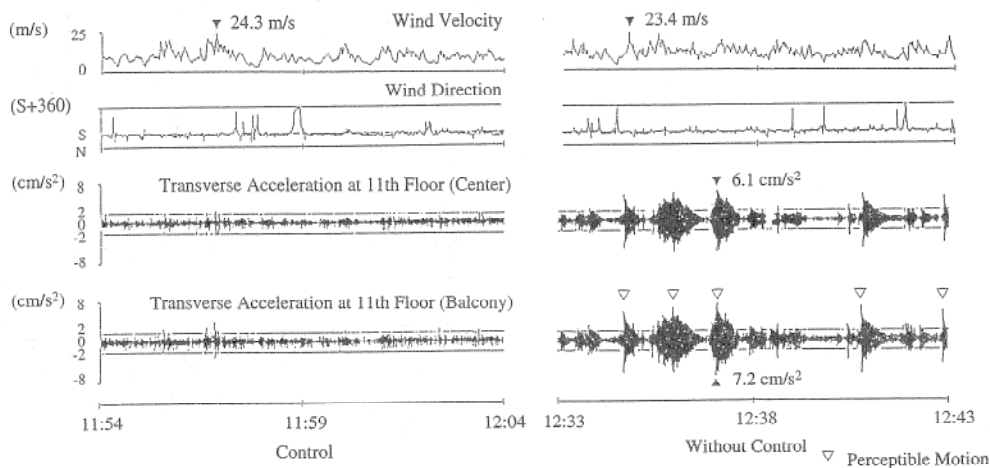 (m/s)
25
0
▼ 24.3 m/s
Wind Velocity
▼ 23.4 m/s
Wind Direction
(S+360)
S
N
(cm/s²)
8
2
0
-2
-8
Transverse Acceleration at 11th Floor (Center)
▼ 6.1 cm/s²
(cm/s²)
8
2
0
-2
-8
Transverse Acceleration at 11th Floor (Balcony)
▲ 7.2 cm/s²
11:54 11:59 12:04
Control
12:33 12:38 12:43
Without Control
▽ Perceptible Motion